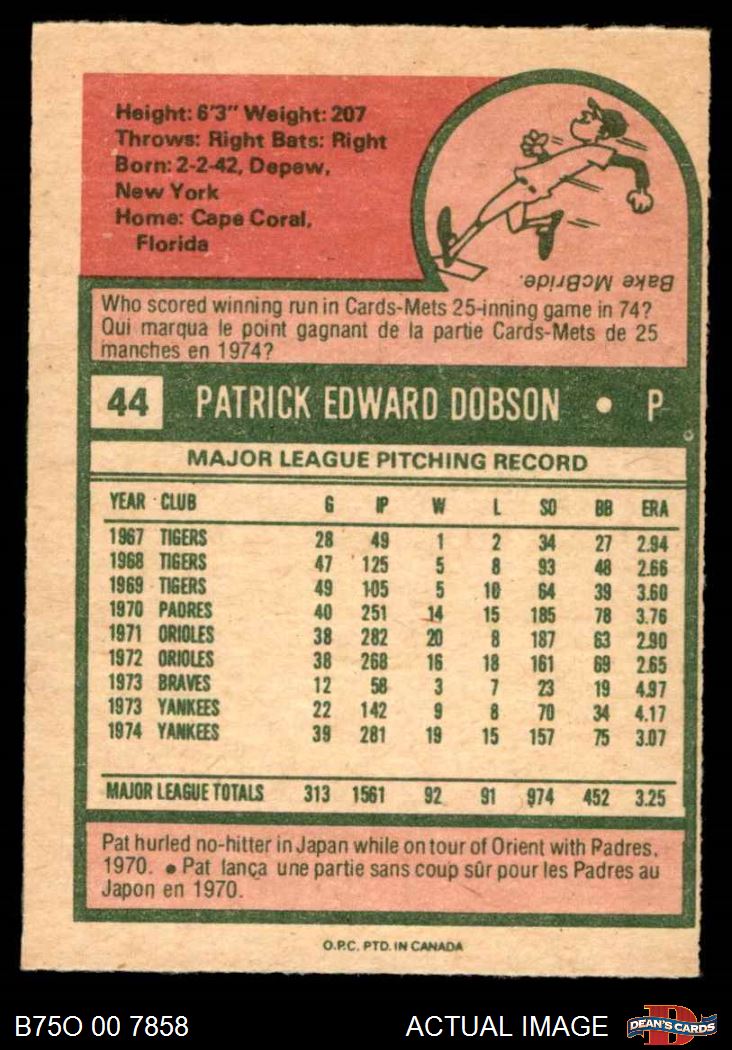 Height: 6'3" Weight: 207
Throws: Right Bats: Right
Born: 2-2-42, Depew,
New York
Home: Cape Coral,
Florida
Bake McBride.
Who scored winning run in Cards-Mets 25-inning game in 74?
Qui marqua le point gagnant de la partie Cards-Mets de 25
manches en 1974?
44 PATRICK EDWARD DOBSON • P
MAJOR LEAGUE PITCHING RECORD
YEAR CLUB G IP W L SO BB ERA
1967 TIGERS 28 49 1 2 34 27 2.94
1968 TIGERS 47 125 5 8 93 48 2.66
1969 TIGERS 49 105 5 10 64 39 3.60
1970 PADRES 40 251 14 15 185 78 3.76
1971 ORIOLES 38 282 20 8 187 63 2.90
1972 ORIOLES 38 268 16 18 161 69 2.65
1973 BRAVES 12 58 3 7 23 19 4.97
1973 YANKEES 22 142 9 8 70 34 4.17
1974 YANKEES 39 281 19 15 157 75 3.07
MAJOR LEAGUE TOTALS 313 1561 92 91 974 452 3.25
Pat hurled no-hitter in Japan while on tour of Orient with Padres,
1970. • Pat lança une partie sans coup sûr pour les Padres au
Japon en 1970.
O.P.C. PTD. IN CANADA
B75O 00 7858 ACTUAL IMAGE DEAN'S CARDS